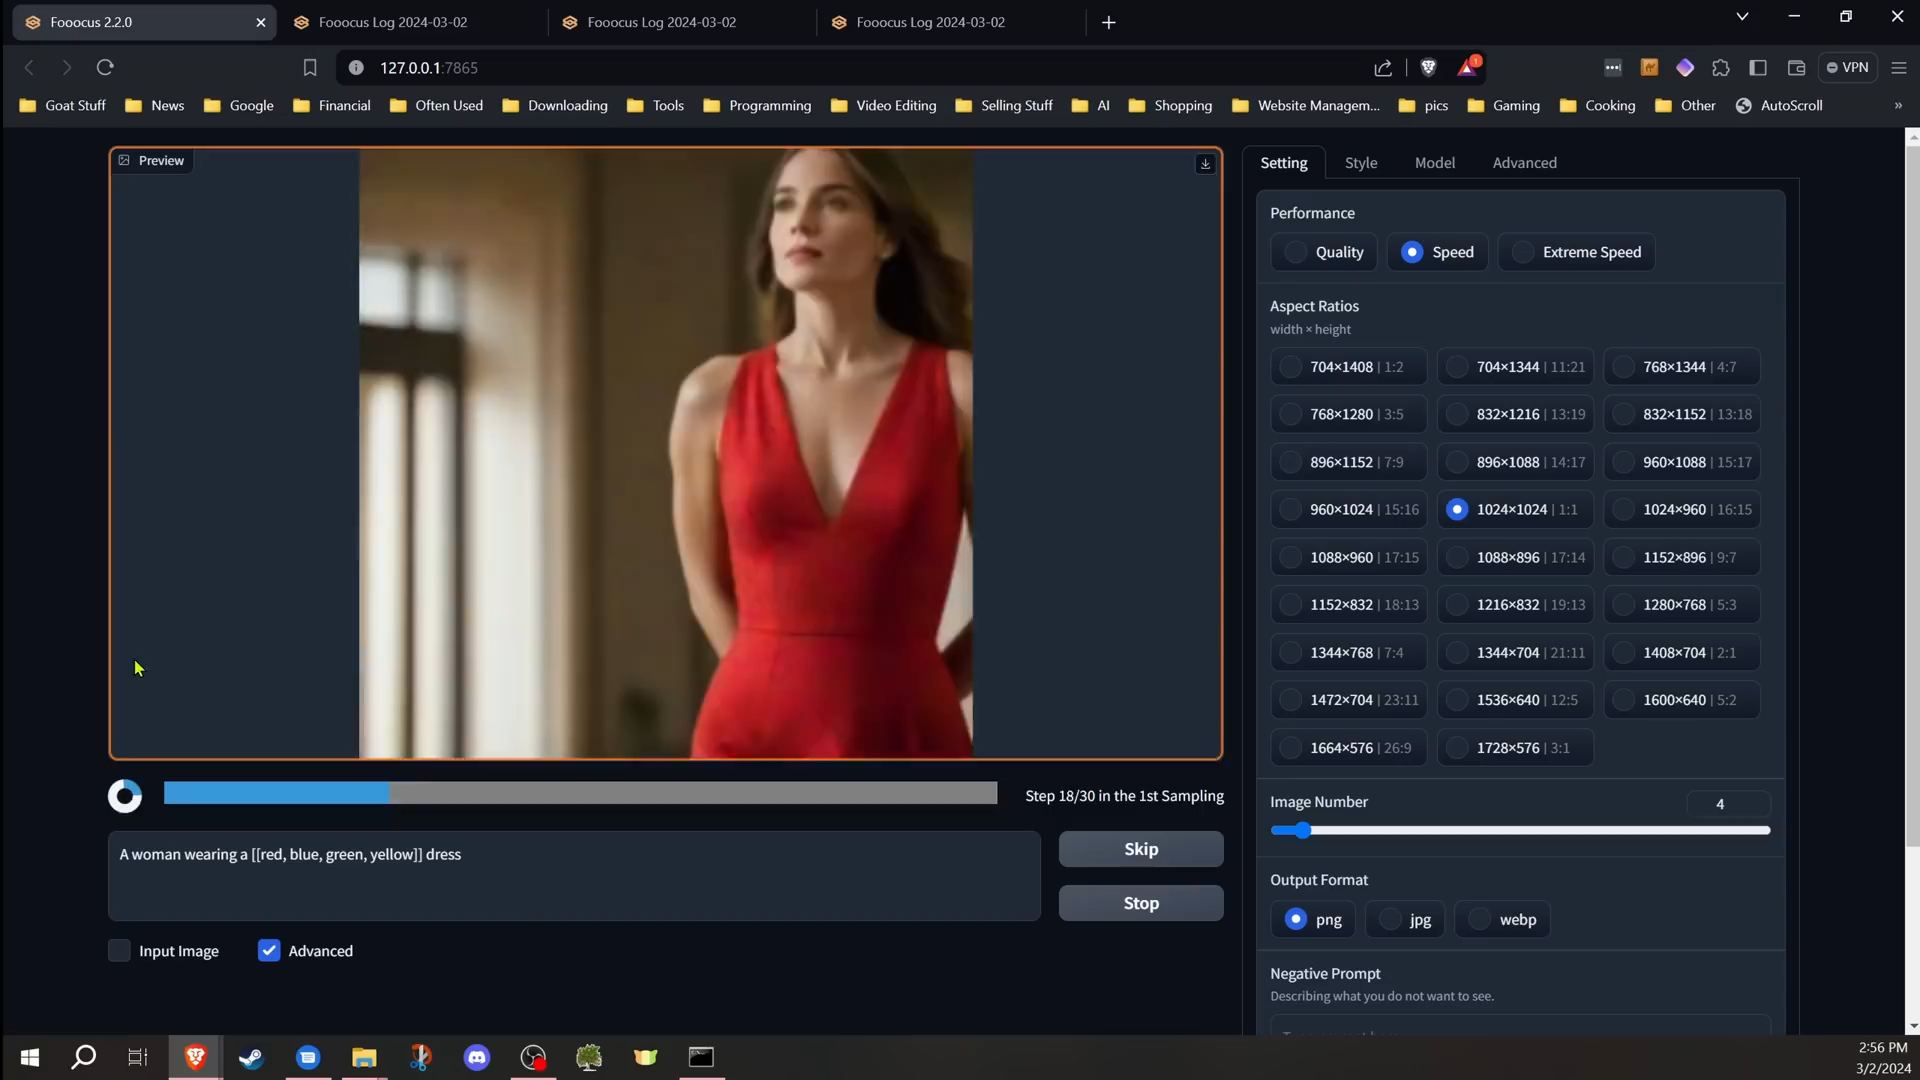 Fooocus 2.2.0
Fooocus Log 2024-03-02
Fooocus Log 2024-03-02
Fooocus Log 2024-03-02
127.0.0.1:7865
1
VPN
Goat Stuff
News
Google
Financial
Often Used
Downloading
Tools
Programming
Video Editing
Selling Stuff
AI
Shopping
Website Managem...
pics
Gaming
Cooking
Other
AutoScroll
»
Preview
Step 18/30 in the 1st Sampling
A woman wearing a [[red, blue, green, yellow]] dress
Skip
Stop
Input Image
Advanced
Setting
Style
Model
Advanced
Performance
Quality
Speed
Extreme Speed
Aspect Ratios
width × height
704×1408 | 1:2
704×1344 | 11:21
768×1344 | 4:7
768×1280 | 3:5
832×1216 | 13:19
832×1152 | 13:18
896×1152 | 7:9
896×1088 | 14:17
960×1088 | 15:17
960×1024 | 15:16
1024×1024 | 1:1
1024×960 | 16:15
1088×960 | 17:15
1088×896 | 17:14
1152×896 | 9:7
1152×832 | 18:13
1216×832 | 19:13
1280×768 | 5:3
1344×768 | 7:4
1344×704 | 21:11
1408×704 | 2:1
1472×704 | 23:11
1536×640 | 12:5
1600×640 | 5:2
1664×576 | 26:9
1728×576 | 3:1
Image Number
4
Output Format
png
jpg
webp
Negative Prompt
Describing what you do not want to see.
2:56 PM
3/2/2024